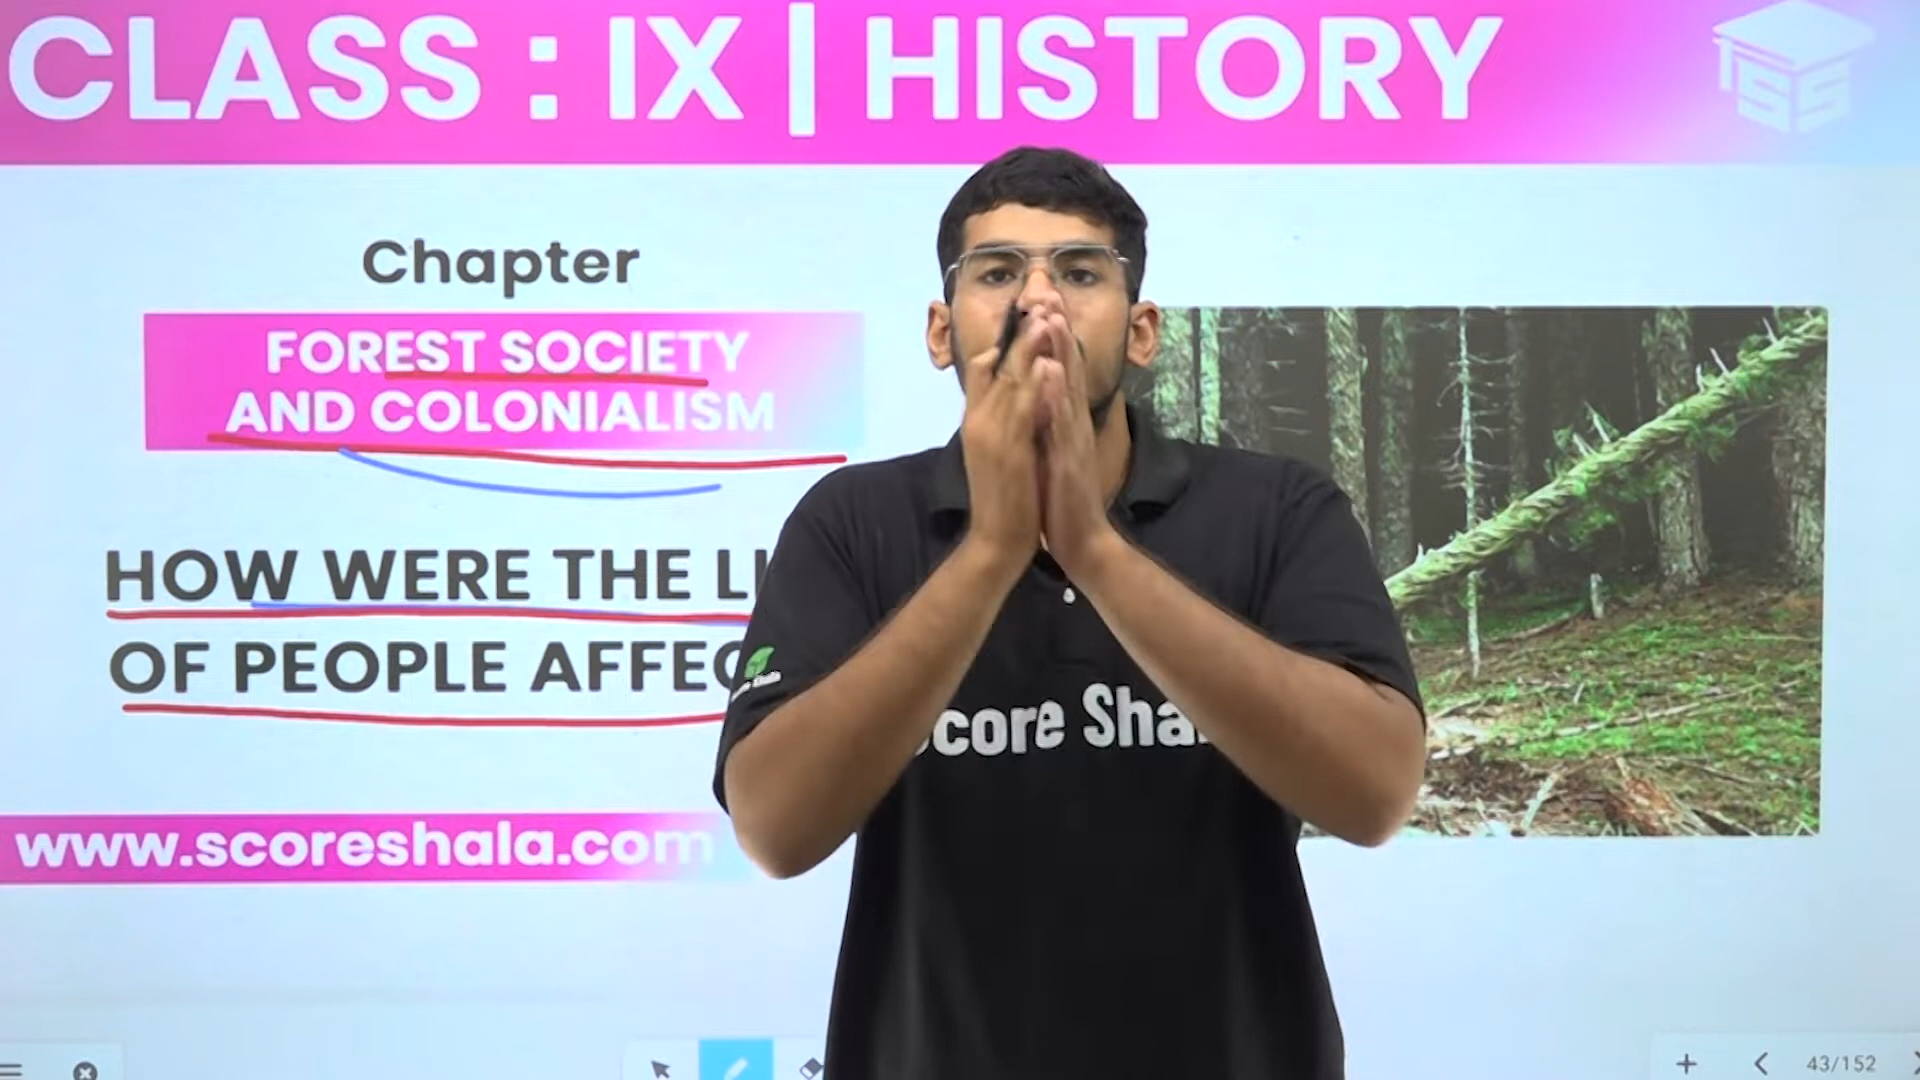 CLASS : IX | HISTORY
Chapter
FOREST SOCIETY
AND COLONIALISM
HOW WERE THE
OF PEOPLE
www.scoreshala.com
Score
43/152